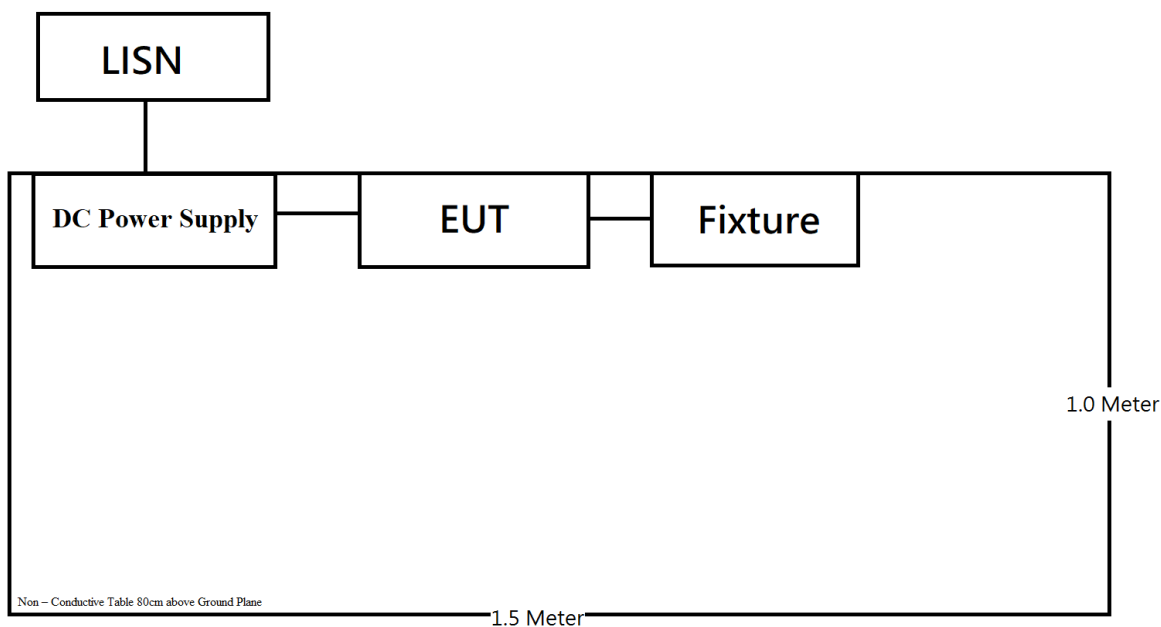 LISN
DC Power Supply
EUT
Fixture
1.0 Meter
Non – Conductive Table 80cm above Ground Plane
1.5 Meter